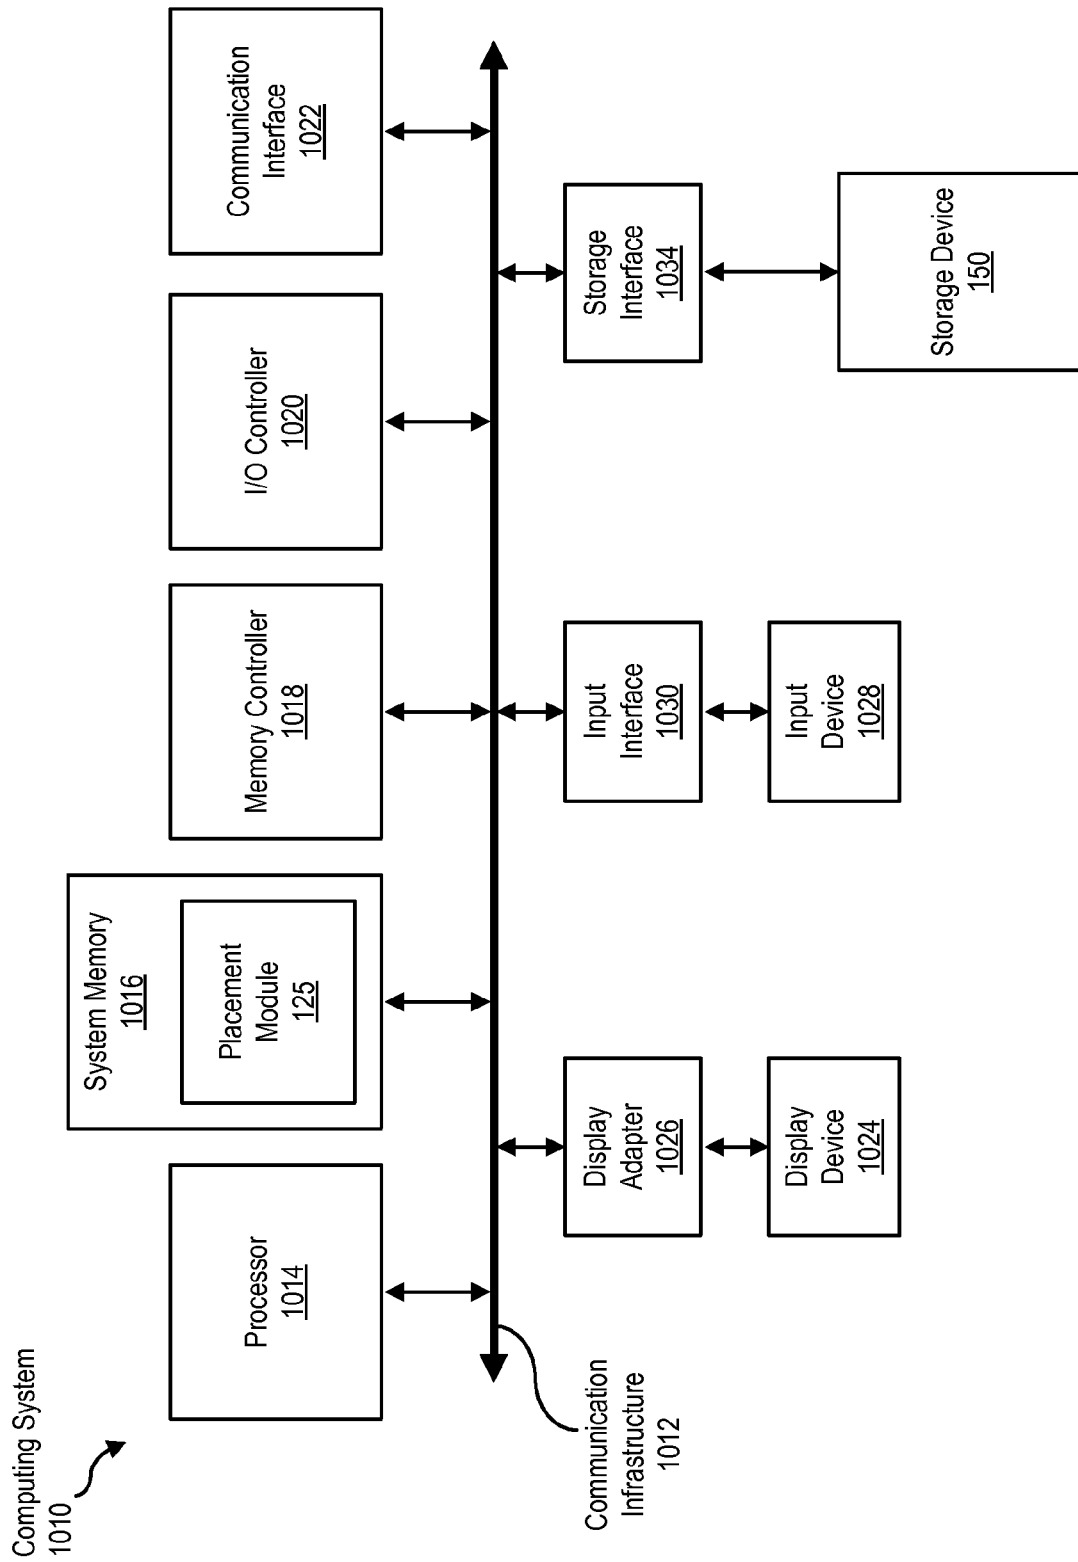 Computing System
1010
Processor
1014
System Memory
1016
Placement
Module
125
Memory Controller
1018
I/O Controller
1020
Communication
Interface
1022
Communication
Infrastructure
1012
Display
Adapter
1026
Input
Interface
1030
Storage
Interface
1034
Display
Device
1024
Input
Device
1028
Storage Device
150